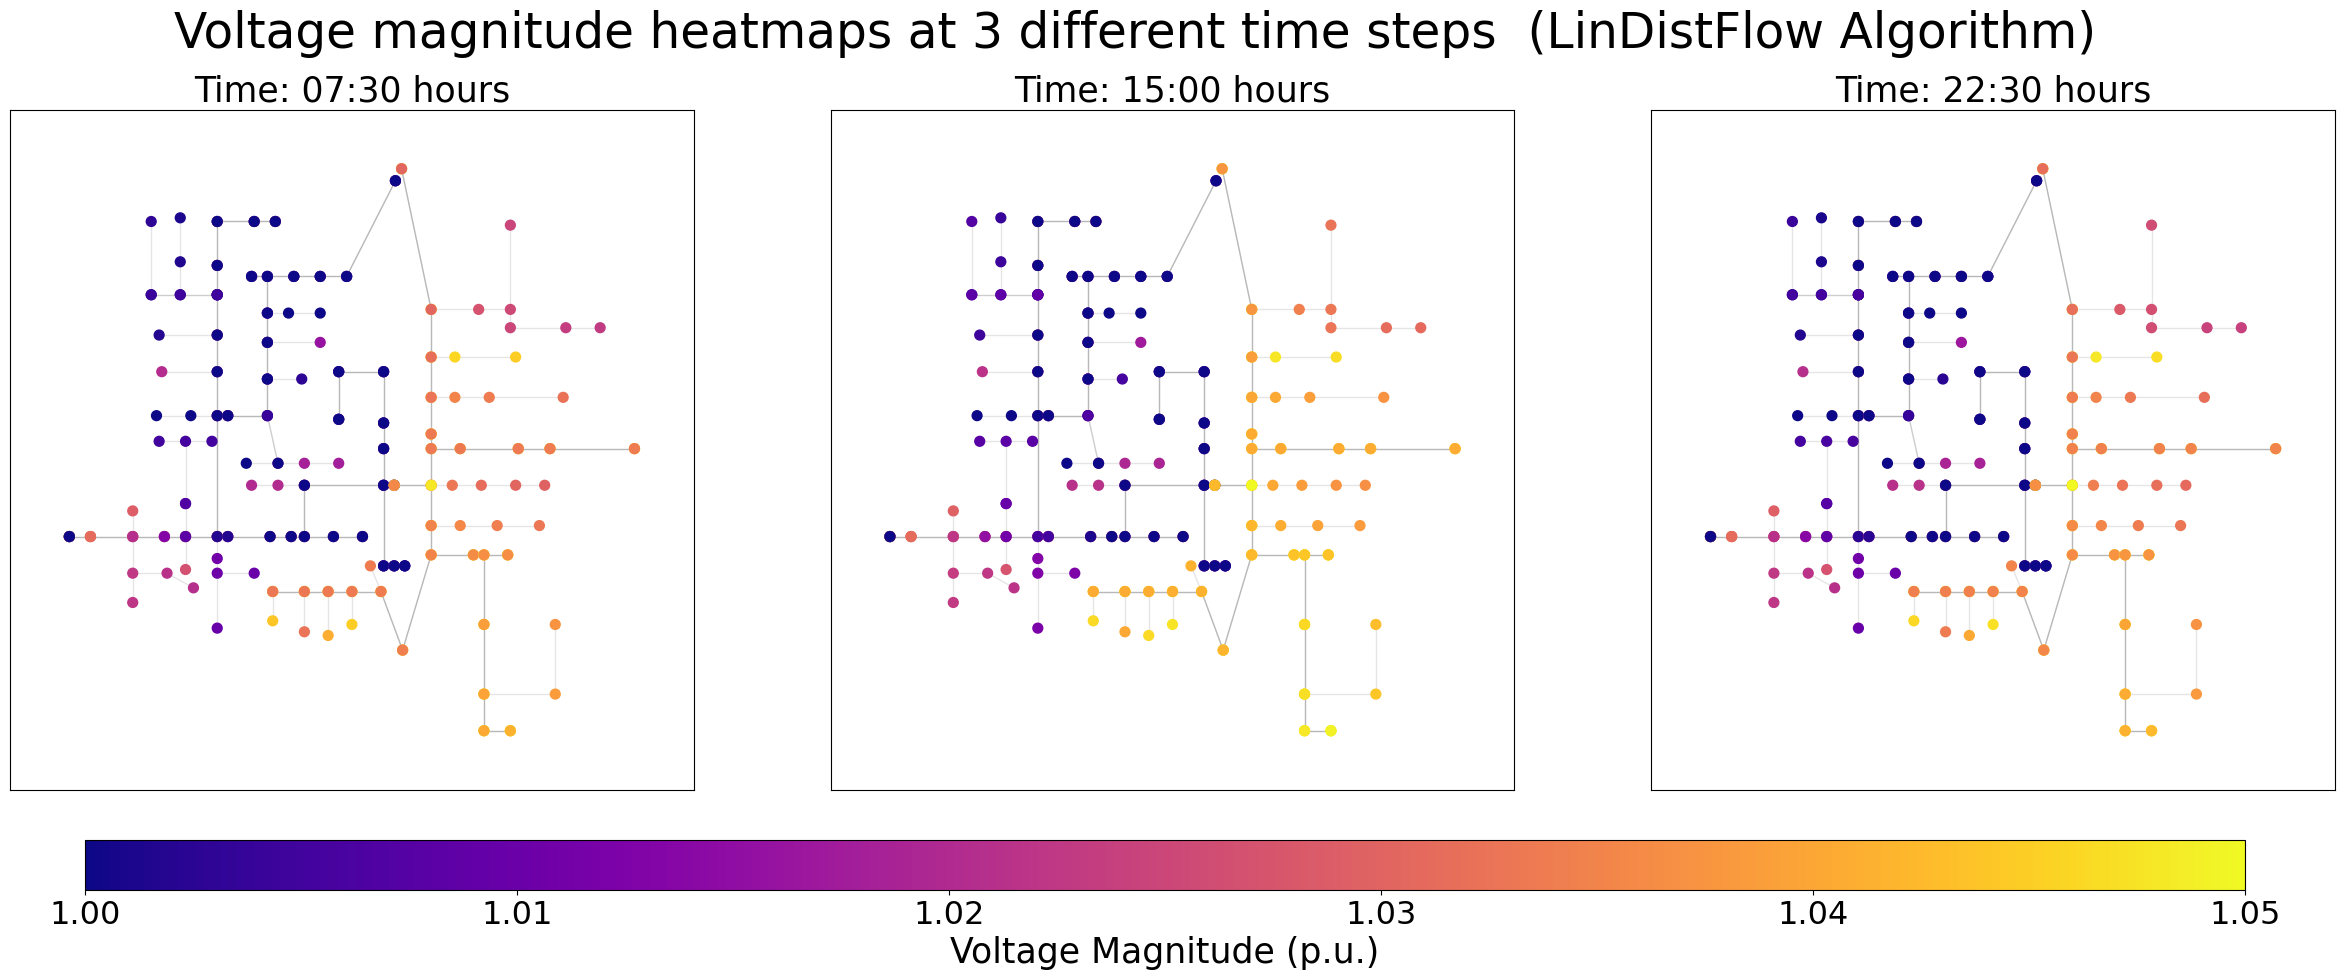 Voltage magnitude heatmaps at 3 different time steps  (LinDistFlow Algorithm)
Time: 07:30 hours
Time: 15:00 hours
Time: 22:30 hours
1.00 1.01 1.02 1.03 1.04 1.05
Voltage Magnitude (p.u.)